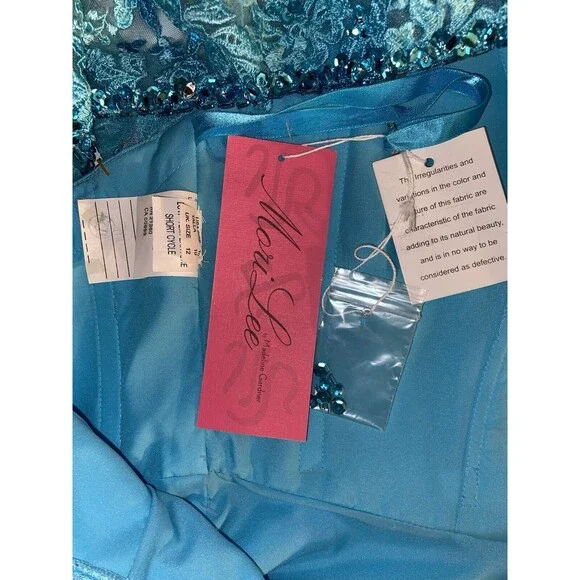 Mori Lee
by Madeline Gardner
The Irregularities and
variations in the color and
of this fabric are
characteristic of the fabric
adding to its natural beauty,
and is in no way to be
considered as defective.
UK SIZE 12
SHORT CYCLE